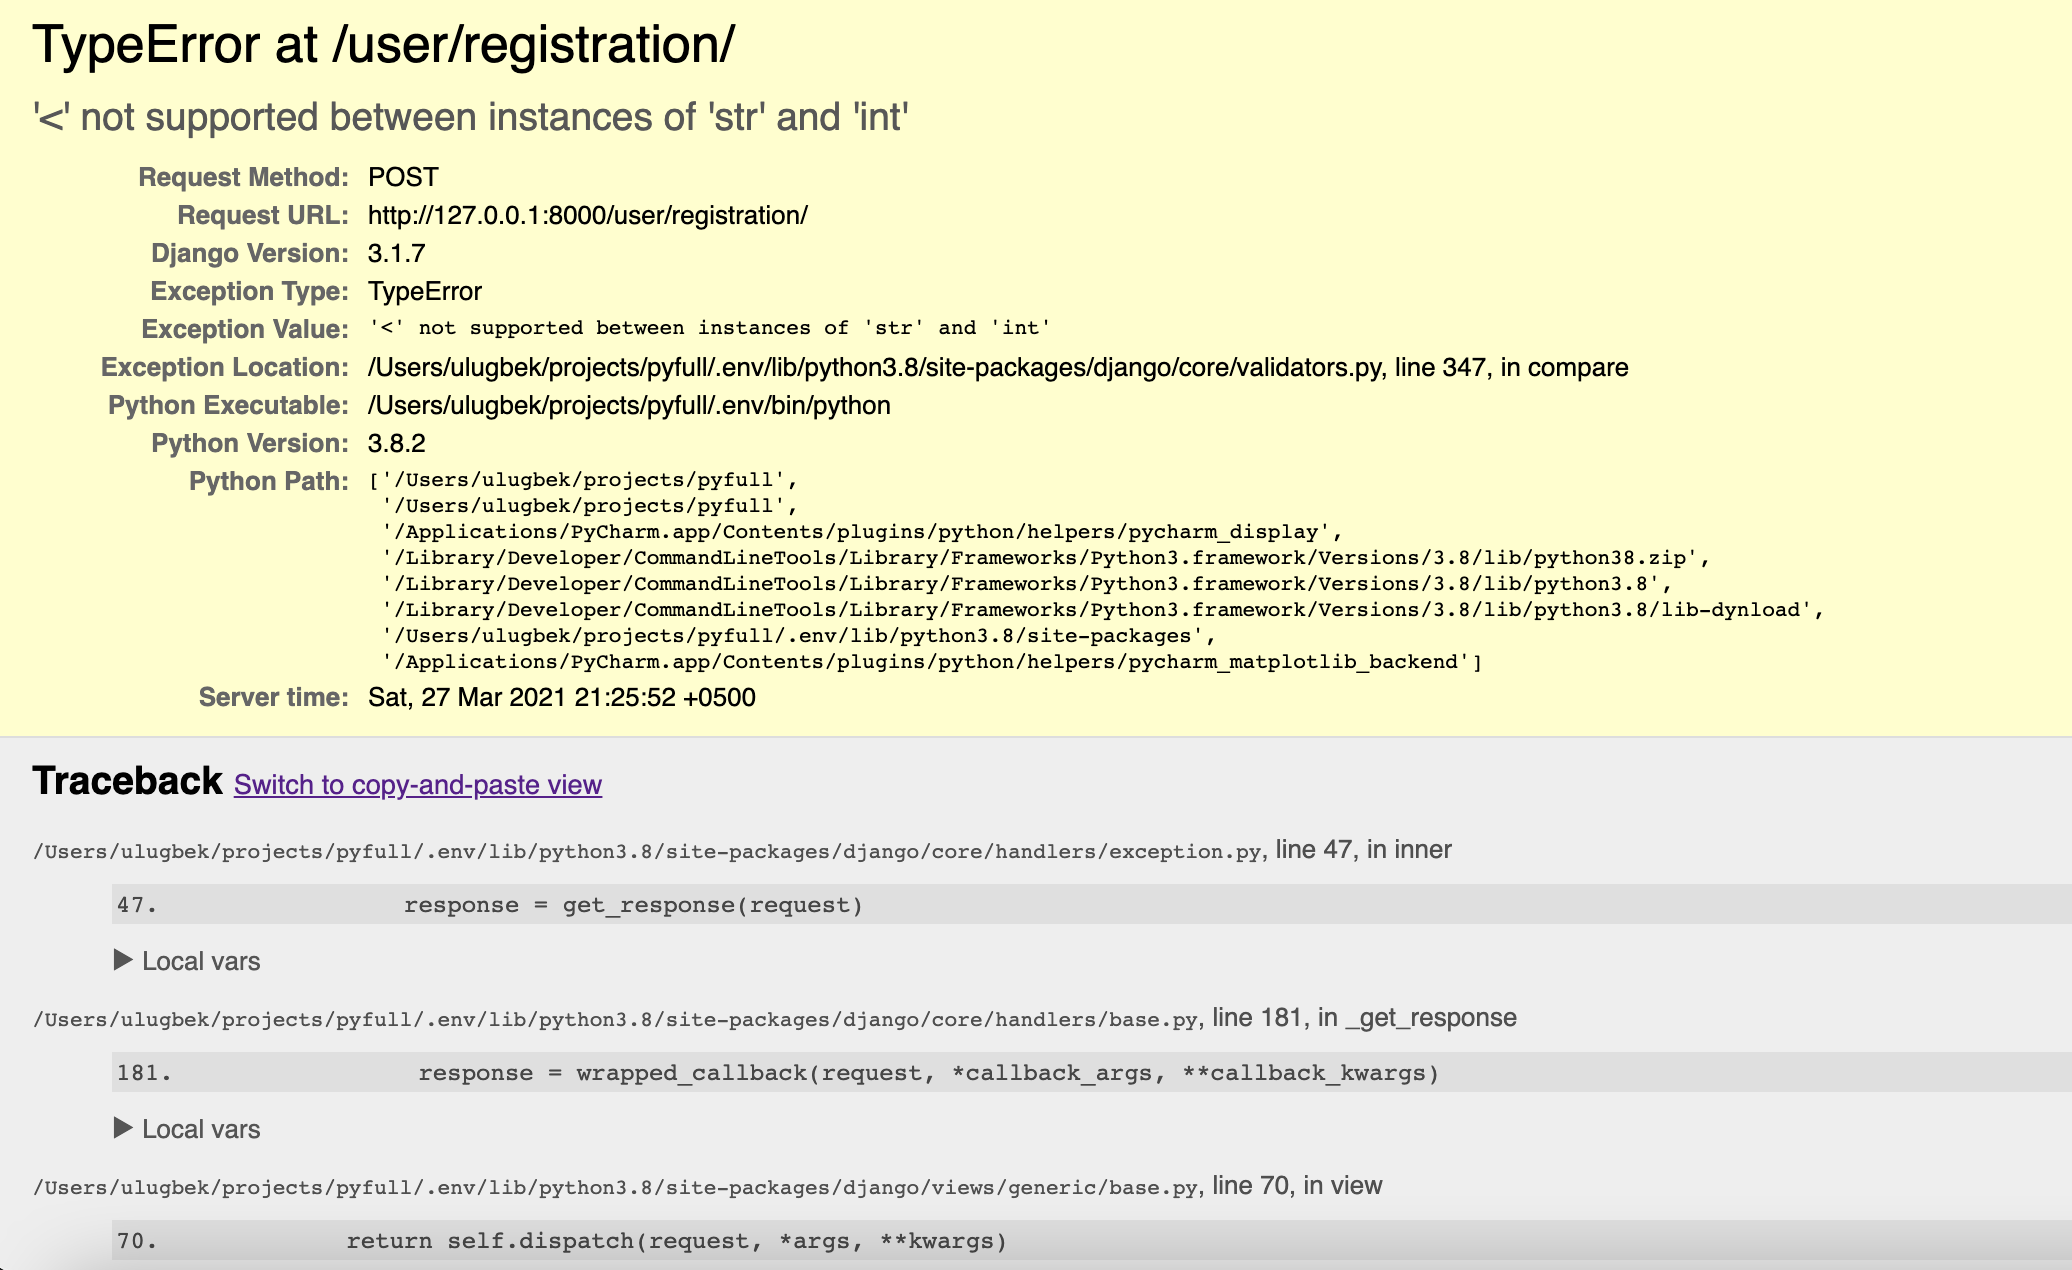 TypeError at /user/registration/
'<' not supported between instances of 'str' and 'int'
Request Method: POST
Request URL: http://127.0.0.1:8000/user/registration/
Django Version: 3.1.7
Exception Type: TypeError
Exception Value: '<' not supported between instances of 'str' and 'int'
Exception Location: /Users/ulugbek/projects/pyfull/.env/lib/python3.8/site-packages/django/core/validators.py, line 347, in compare
Python Executable: /Users/ulugbek/projects/pyfull/.env/bin/python
Python Version: 3.8.2
Python Path: ['/Users/ulugbek/projects/pyfull',
'/Users/ulugbek/projects/pyfull',
'/Applications/PyCharm.app/Contents/plugins/python/helpers/pycharm_display',
'/Library/Developer/CommandLineTools/Library/Frameworks/Python3.framework/Versions/3.8/lib/python38.zip',
'/Library/Developer/CommandLineTools/Library/Frameworks/Python3.framework/Versions/3.8/lib/python3.8',
'/Library/Developer/CommandLineTools/Library/Frameworks/Python3.framework/Versions/3.8/lib/python3.8/lib-dynload',
'/Users/ulugbek/projects/pyfull/.env/lib/python3.8/site-packages',
'/Applications/PyCharm.app/Contents/plugins/python/helpers/pycharm_matplotlib_backend']
Server time: Sat, 27 Mar 2021 21:25:52 +0500
Traceback Switch to copy-and-paste view
/Users/ulugbek/projects/pyfull/.env/lib/python3.8/site-packages/django/core/handlers/exception.py, line 47, in inner
47. response = get_response(request)
▶ Local vars
/Users/ulugbek/projects/pyfull/.env/lib/python3.8/site-packages/django/core/handlers/base.py, line 181, in _get_response
181. response = wrapped_callback(request, *callback_args, **callback_kwargs)
▶ Local vars
/Users/ulugbek/projects/pyfull/.env/lib/python3.8/site-packages/django/views/generic/base.py, line 70, in view
70. return self.dispatch(request, *args, **kwargs)